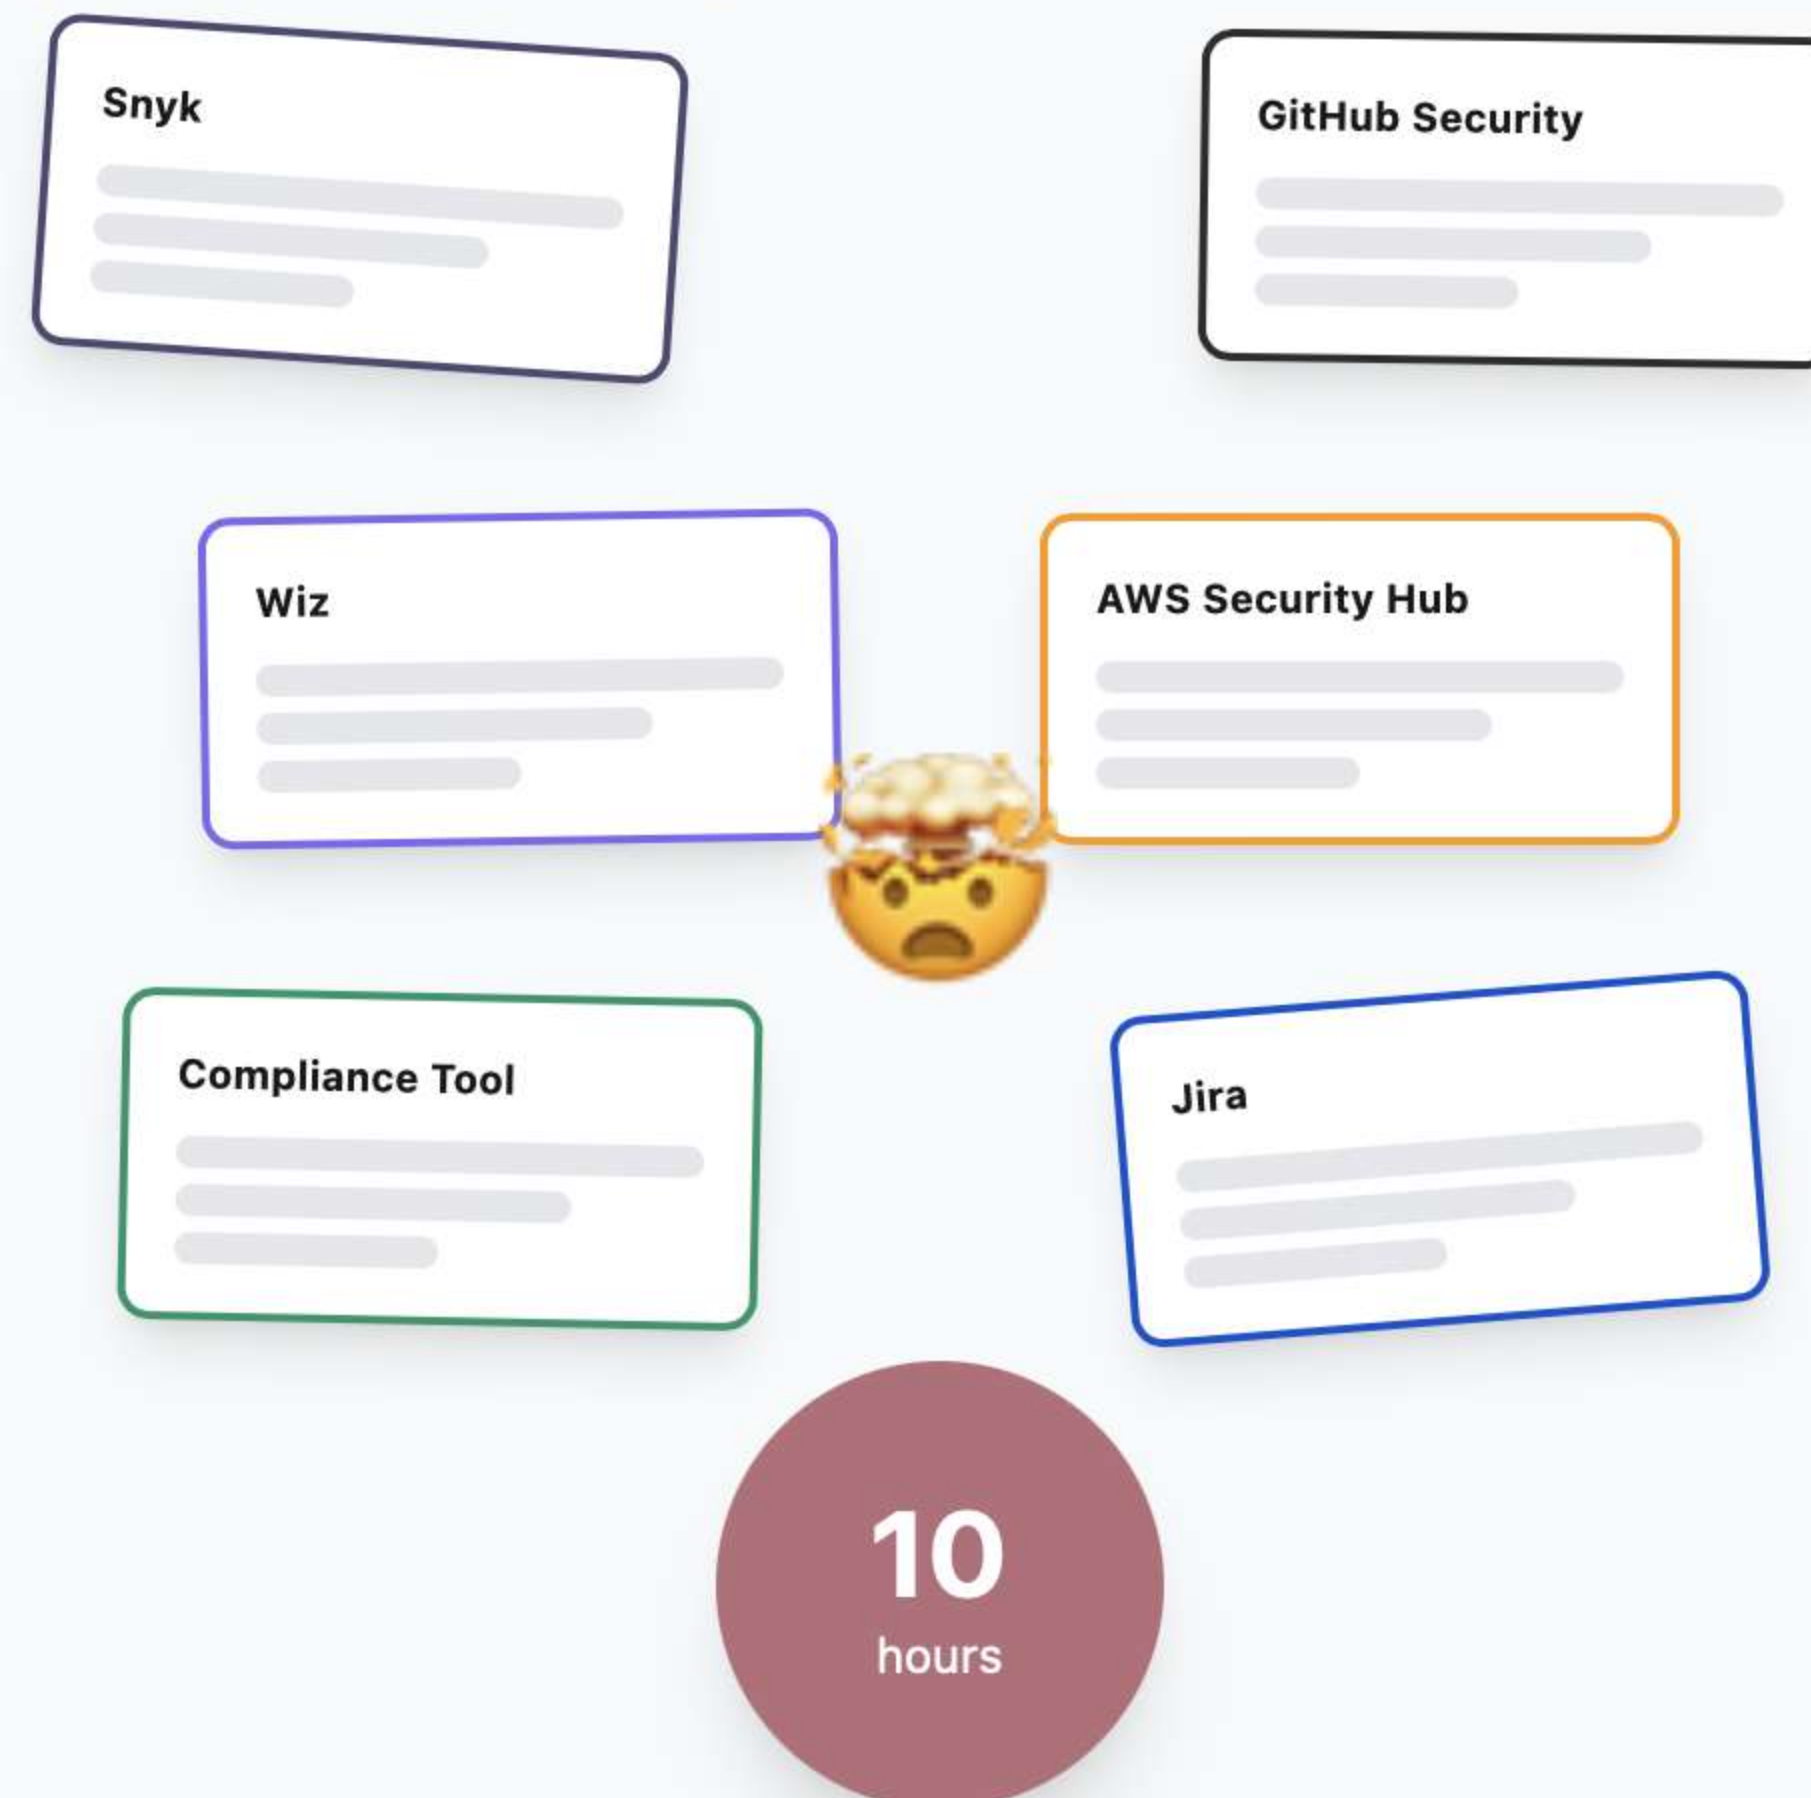 Snyk
GitHub Security
Wiz
AWS Security Hub
Compliance Tool
Jira
10
hours